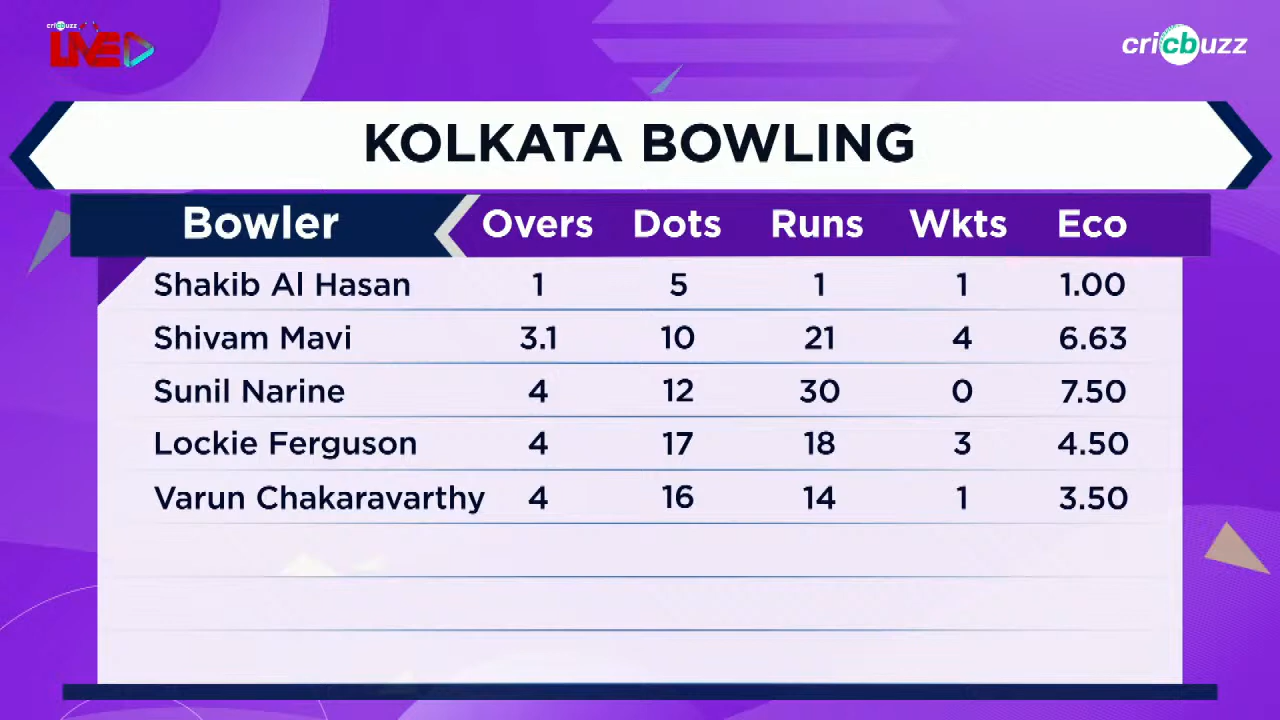 cricbuzz
LIVE
cricbuzz
KOLKATA BOWLING
Bowler Overs Dots Runs Wkts Eco
Shakib Al Hasan 1 5 1 1 1.00
Shivam Mavi 3.1 10 21 4 6.63
Sunil Narine 4 12 30 0 7.50
Lockie Ferguson 4 17 18 3 4.50
Varun Chakaravarthy 4 16 14 1 3.50